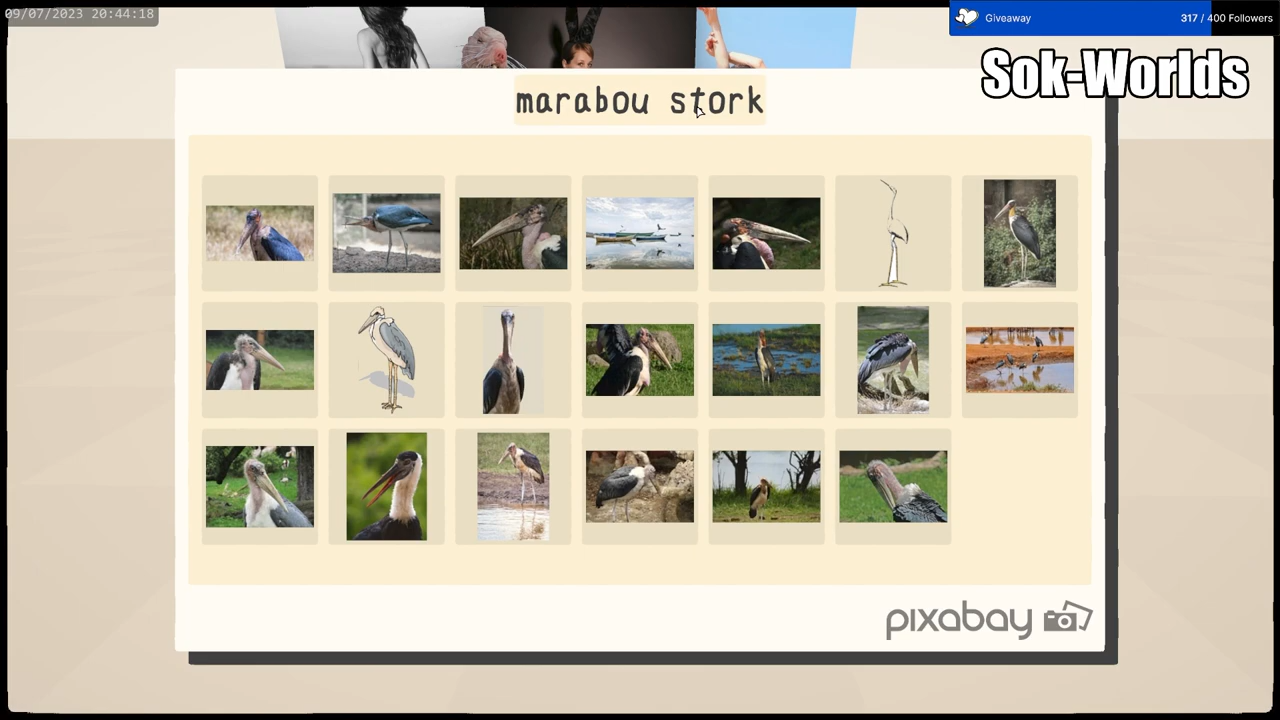 09/07/2023 20:44:18
Giveaway
317 / 400 Followers
Sok-Worlds
marabou stork
pixabay